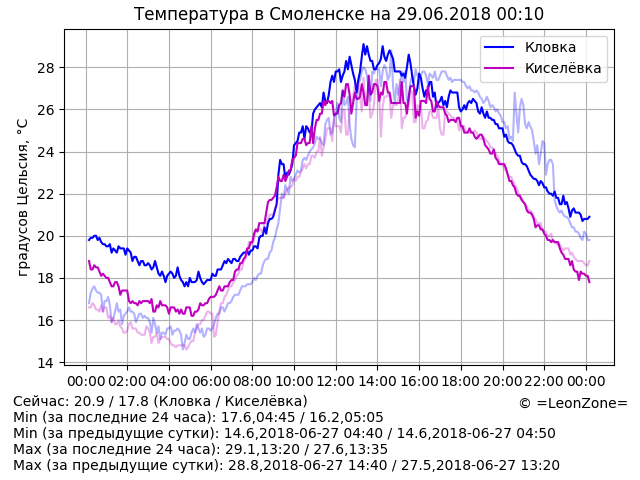 Температура в Смоленске на 29.06.2018 00:10
Кловка
Киселёвка
градусов Цельсия, °C
28
26
24
22
20
18
16
14
00:00 02:00 04:00 06:00 08:00 10:00 12:00 14:00 16:00 18:00 20:00 22:00 00:00
Сейчас: 20.9 / 17.8 (Кловка / Киселёвка)
© =LeonZone=
Min (за последние 24 часа): 17.6,04:45 / 16.2,05:05
Min (за предыдущие сутки): 14.6,2018-06-27 04:40 / 14.6,2018-06-27 04:50
Max (за последние 24 часа): 29.1,13:20 / 27.6,13:35
Max (за предыдущие сутки): 28.8,2018-06-27 14:40 / 27.5,2018-06-27 13:20